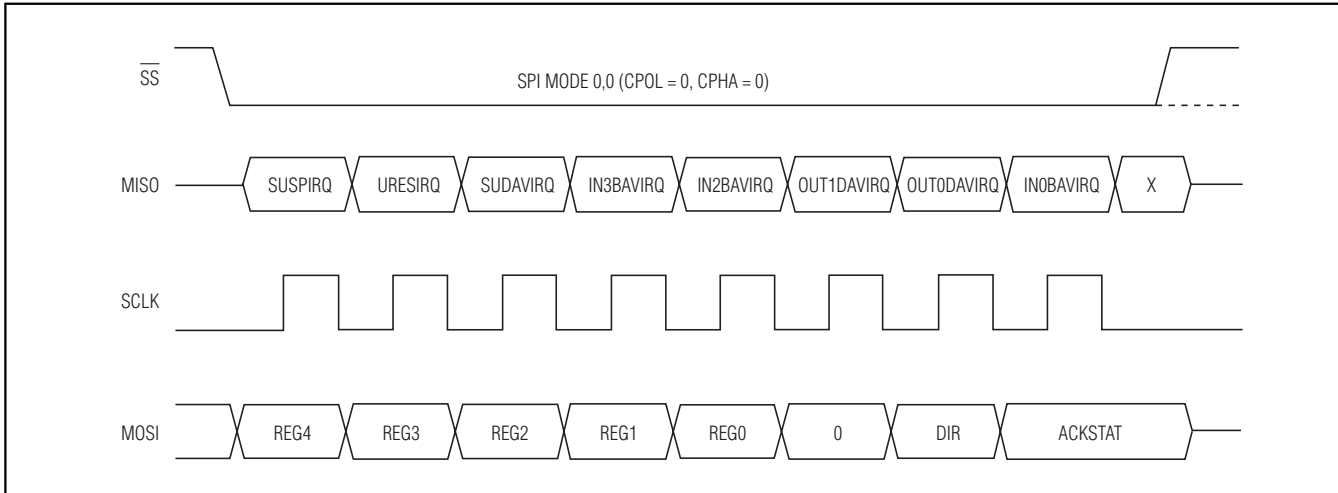 SS
SPI MODE 0,0 (CPOL = 0, CPHA = 0)
MISO
SUSPIRQ URESIRQ SUDAVIRQ IN3BAVIRQ IN2BAVIRQ OUT1DAVIRQ OUT0DAVIRQ IN0BAVIRQ X
SCLK
MOSI
REG4 REG3 REG2 REG1 REG0 0 DIR ACKSTAT